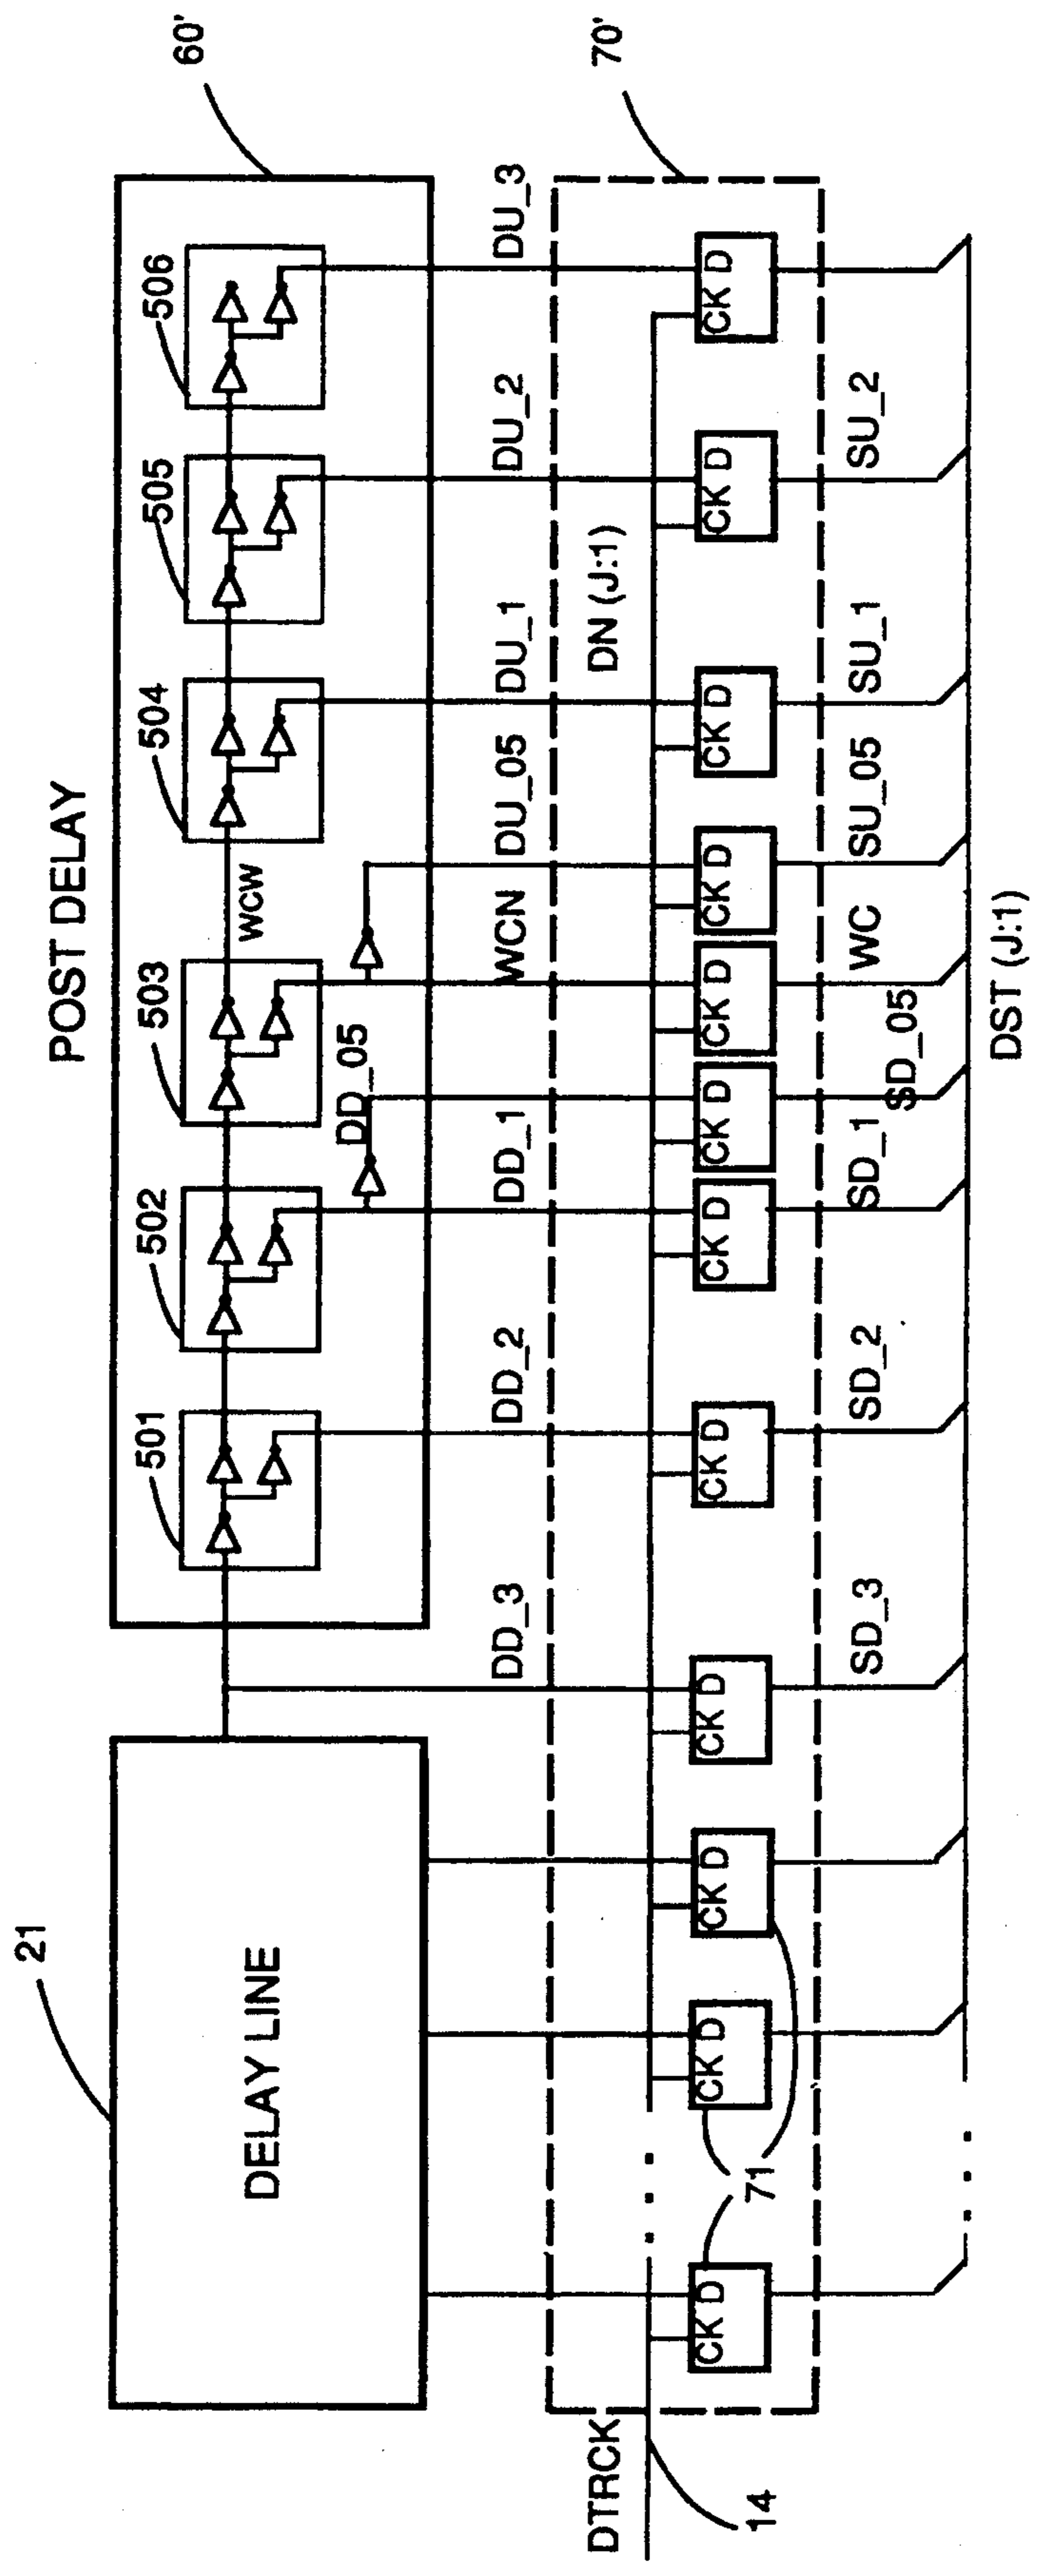 21
DELAY LINE
POST DELAY
60'
501
502
503
WCW
504
505
506
DD_05
DD_3
DD_2
DD_1
WCN
DU_05
DU_1
DU_2
DU_3
70'
DTRCK
14
DN (J:1)
CK D
CK D
CK D
CK D
CK D
CK D
CK D
CK D
CK D
CK D
CK D
CK D
71
SD_3
SD_2
SD_1
SD_05
WC
SU_05
SU_1
SU_2
DST (J:1)